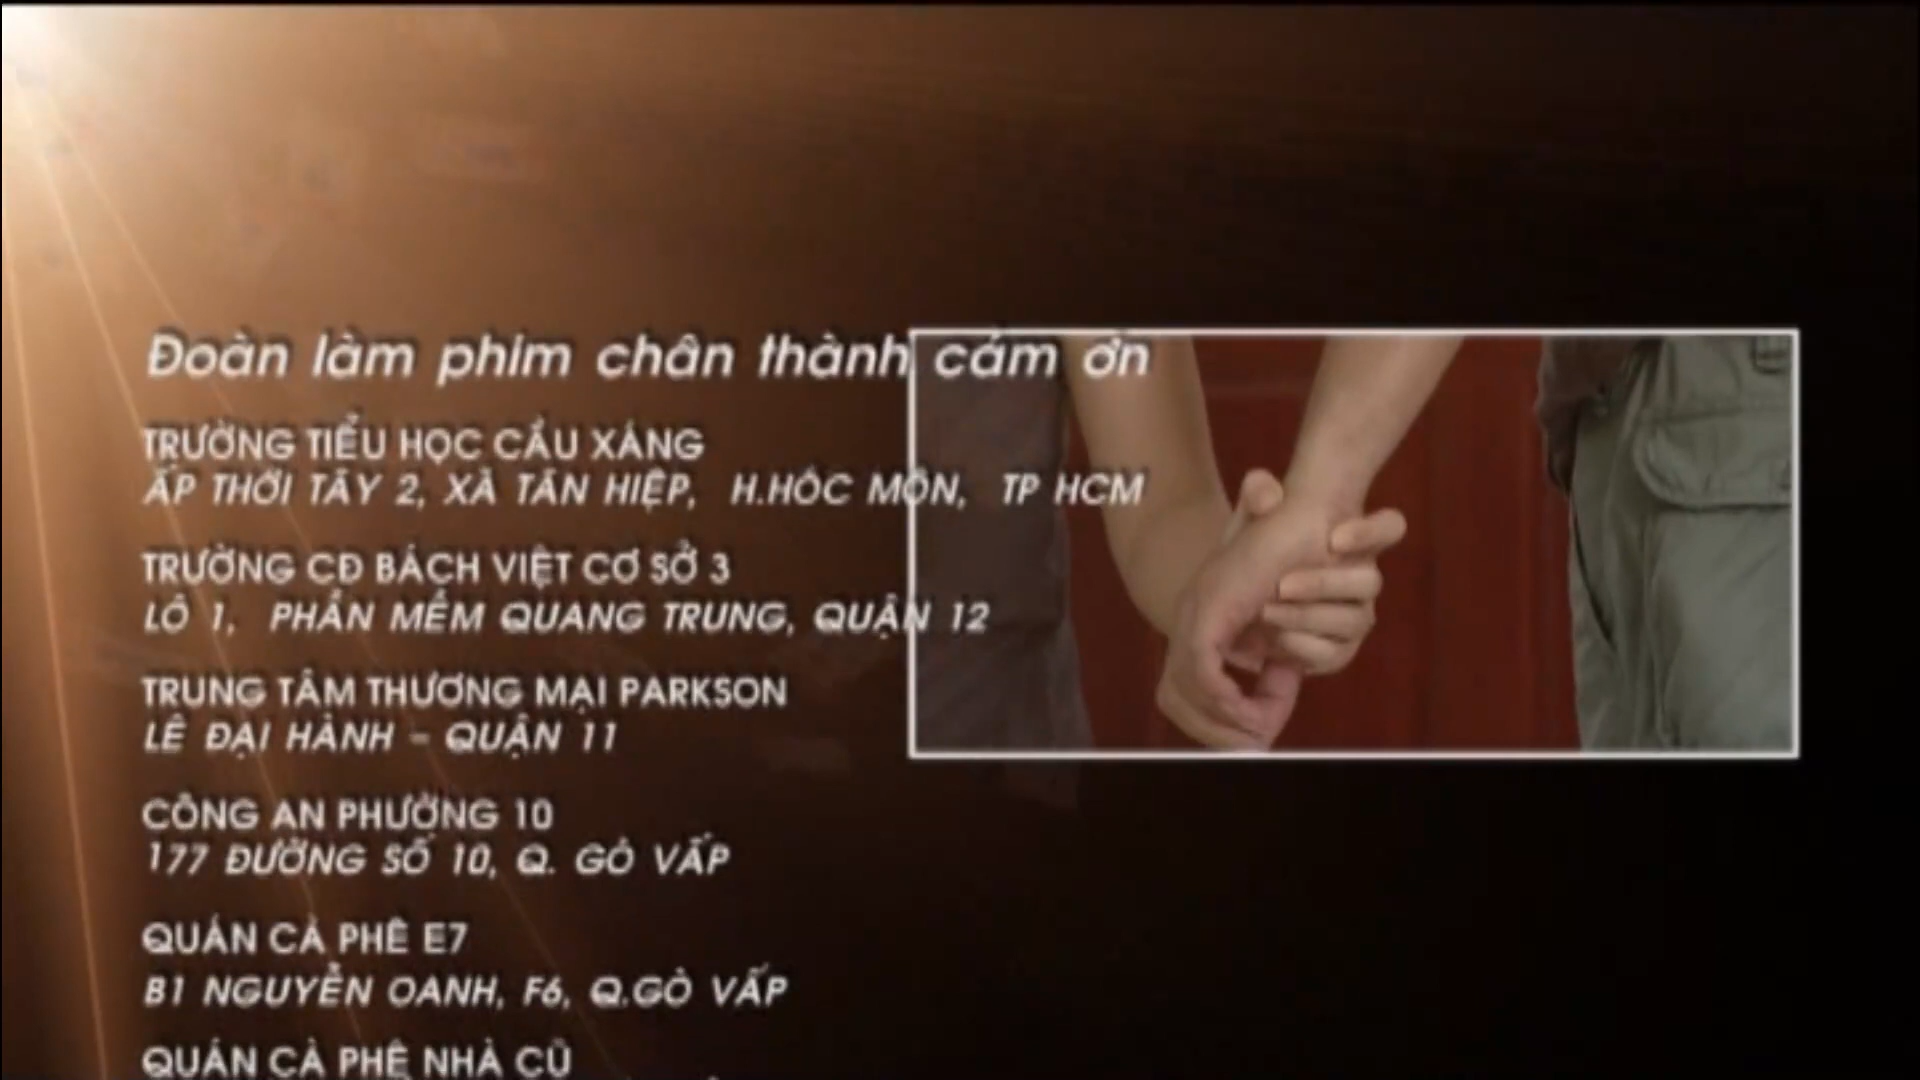 Đoàn làm phim chân thành cám ơn
TRƯỜNG TIỂU HỌC CẦU XÁNG
ẤP THỚI TÂY 2, XÃ TÂN HIỆP, H.HÓC MÔN, TP HCM
TRƯỜNG CĐ BÁCH VIỆT CƠ SỞ 3
LÔ 1, PHẦN MỀM QUANG TRUNG, QUẬN 12
TRUNG TÂM THƯƠNG MẠI PARKSON
LÊ ĐẠI HÀNH - QUẬN 11
CÔNG AN PHƯỜNG 10
177 ĐƯỜNG SỐ 10, Q. GÒ VẤP
QUÁN CÀ PHÊ E7
B1 NGUYỄN OANH, F6, Q.GÒ VẤP
QUÁN CÀ PHÊ NHÀ CŨ